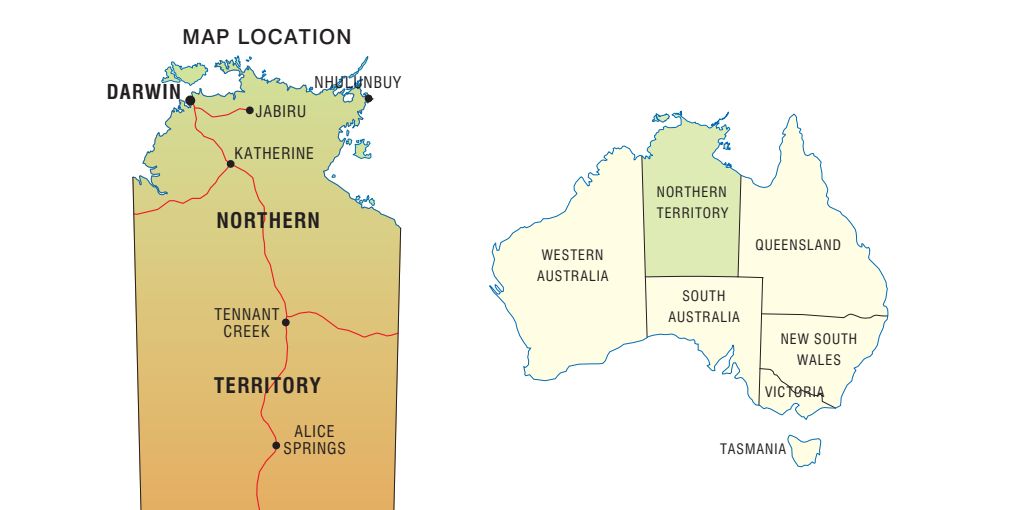 MAP LOCATION
NHULUNBUY
DARWIN
JABIRU
KATHERINE
NORTHERN
TENNANT
CREEK
TERRITORY
ALICE
SPRINGS
NORTHERN
TERRITORY
QUEENSLAND
WESTERN
AUSTRALIA
SOUTH
AUSTRALIA
NEW SOUTH
WALES
VICTORIA
TASMANIA